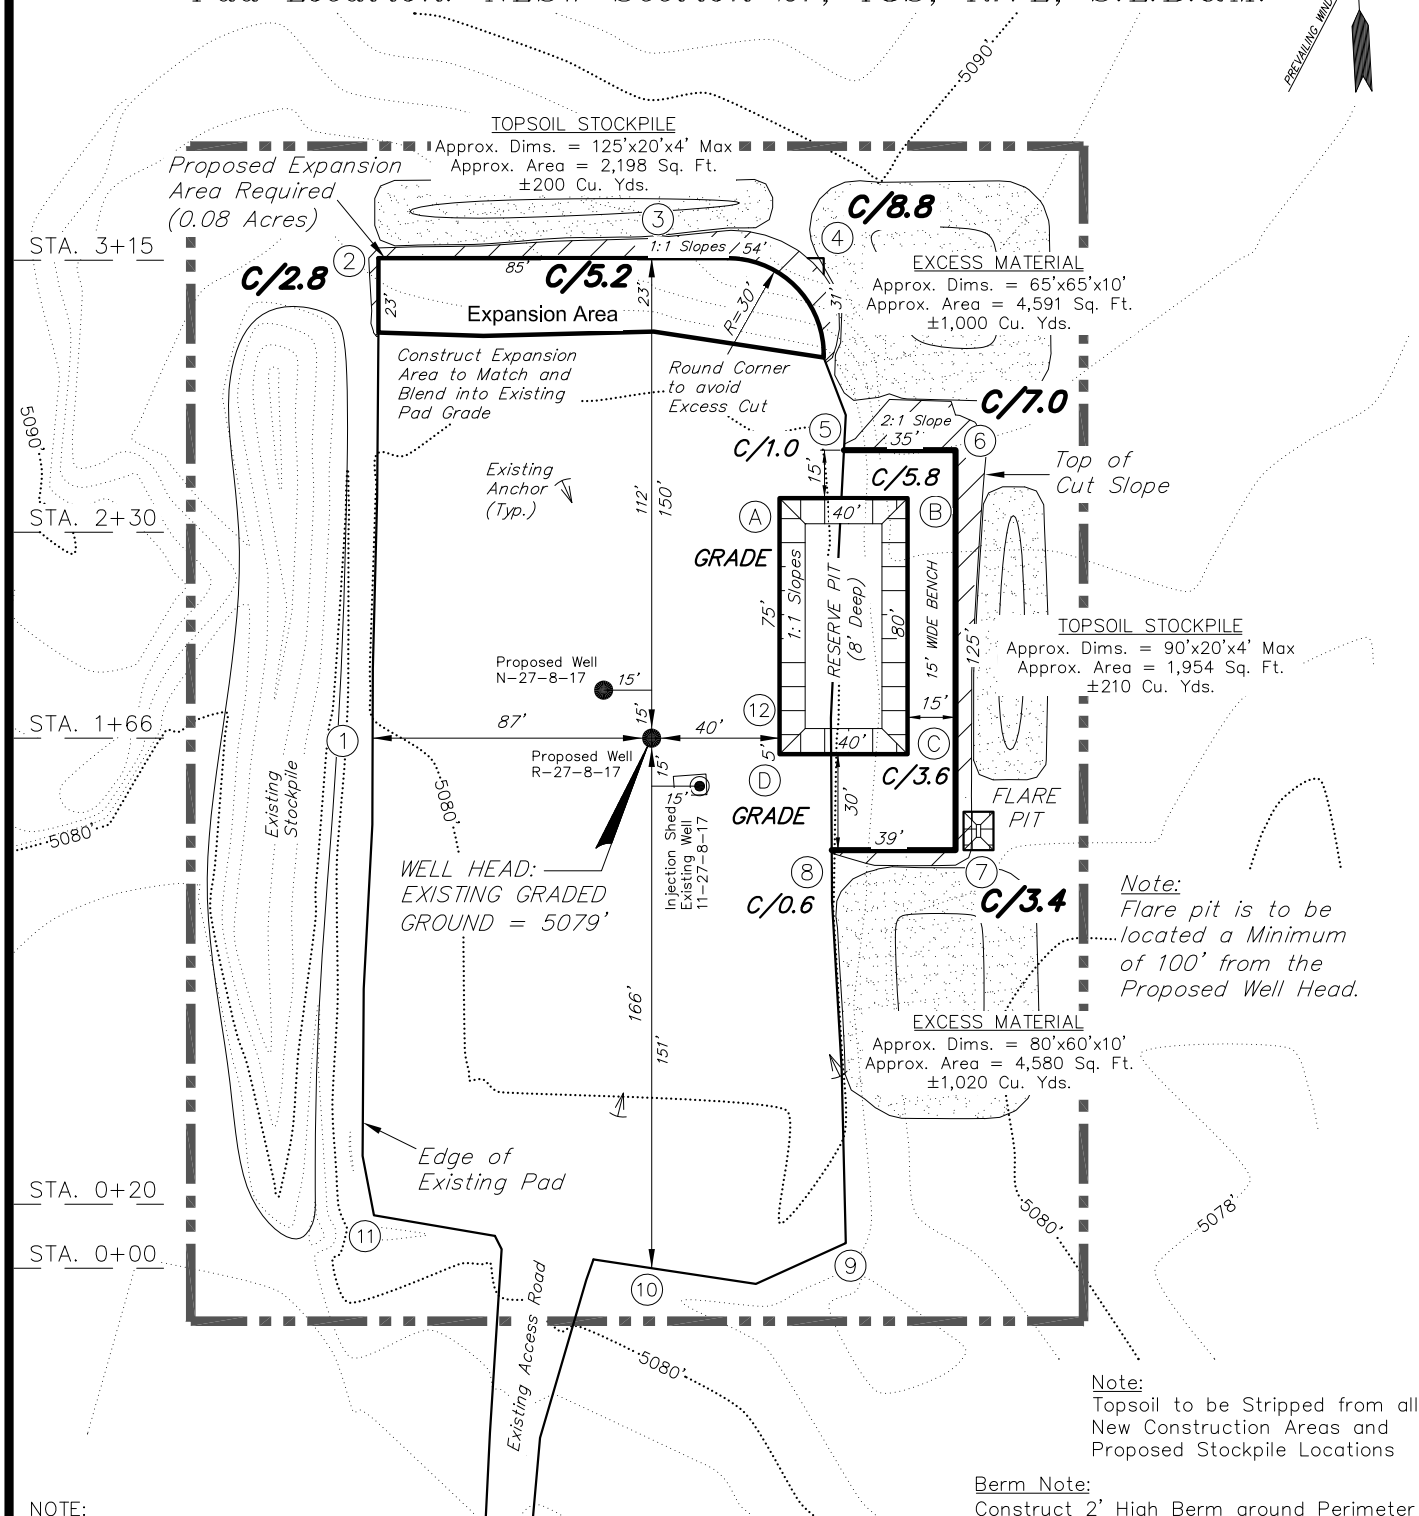 PREVAILING WIND
5090'
TOPSOIL STOCKPILE
Approx. Dims. = 125'x20'x4' Max
Approx. Area = 2,198 Sq. Ft.
±200 Cu. Yds.
Proposed Expansion
Area Required
(0.08 Acres)
STA. 3+15
C/2.8
C/5.2
C/8.8
2
3
4
1:1 Slopes
54'
85'
23'
23'
31'
R=30'
Expansion Area
EXCESS MATERIAL
Approx. Dims. = 65'x65'x10'
Approx. Area = 4,591 Sq. Ft.
±1,000 Cu. Yds.
Construct Expansion
Area to Match and
Blend into Existing
Pad Grade
Round Corner
to avoid
Excess Cut
C/7.0
5090'
C/1.0
5
2:1 Slope
35'
6
15'
C/5.8
Top of
Cut Slope
Existing
Anchor
(Typ.)
112'
150'
STA. 2+30
A
40'
B
GRADE
1:1 Slopes
75'
RESERVE PIT
(8' Deep)
80'
15' WIDE BENCH
125'
TOPSOIL STOCKPILE
Approx. Dims. = 90'x20'x4' Max
Approx. Area = 1,954 Sq. Ft.
±210 Cu. Yds.
Proposed Well
N-27-8-17
15'
15'
15'
12
STA. 1+66
1
87'
40'
5'
40'
C
Proposed Well
R-27-8-17
15'
15'
D
C/3.6
GRADE
30'
39'
FLARE
PIT
Existing
Stockpile
5080'
5080'
Injection Shed
Existing Well
11-27-8-17
WELL HEAD:
EXISTING GRADED
GROUND = 5079'
8
C/0.6
7
C/3.4
Note:
Flare pit is to be
located a Minimum
of 100' from the
Proposed Well Head.
166'
151'
EXCESS MATERIAL
Approx. Dims. = 80'x60'x10'
Approx. Area = 4,580 Sq. Ft.
±1,020 Cu. Yds.
Edge of
Existing Pad
STA. 0+20
11
STA. 0+00
10
9
5080'
5078'
Existing Access Road
5080'
Note:
Topsoil to be Stripped from all
New Construction Areas and
Proposed Stockpile Locations
Berm Note:
Construct 2' High Berm around Perimeter
NOTE: